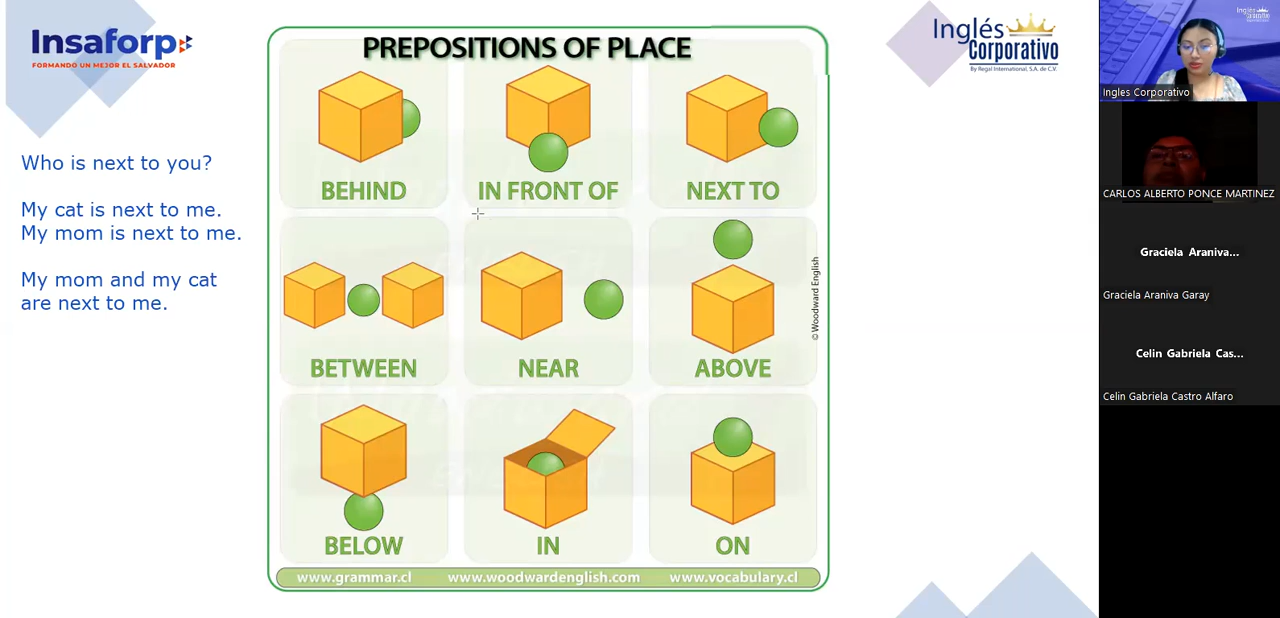 Insaforp
FORMANDO UN MEJOR EL SALVADOR
Who is next to you?
My cat is next to me.
My mom is next to me.
My mom and my cat
are next to me.
PREPOSITIONS OF PLACE
BEHIND
IN FRONT OF
NEXT TO
BETWEEN
NEAR
ABOVE
BELOW
IN
ON
© Woodward English
www.grammar.cl
www.woodwardenglish.com
www.vocabulary.cl
Inglés
Corporativo
By Regal International, S.A. de C.V.
Inglés
Corporativo
Ingles Corporativo
CARLOS ALBERTO PONCE MARTINEZ
Graciela Araniva...
Graciela Araniva Garay
Celin Gabriela Cas...
Celin Gabriela Castro Alfaro